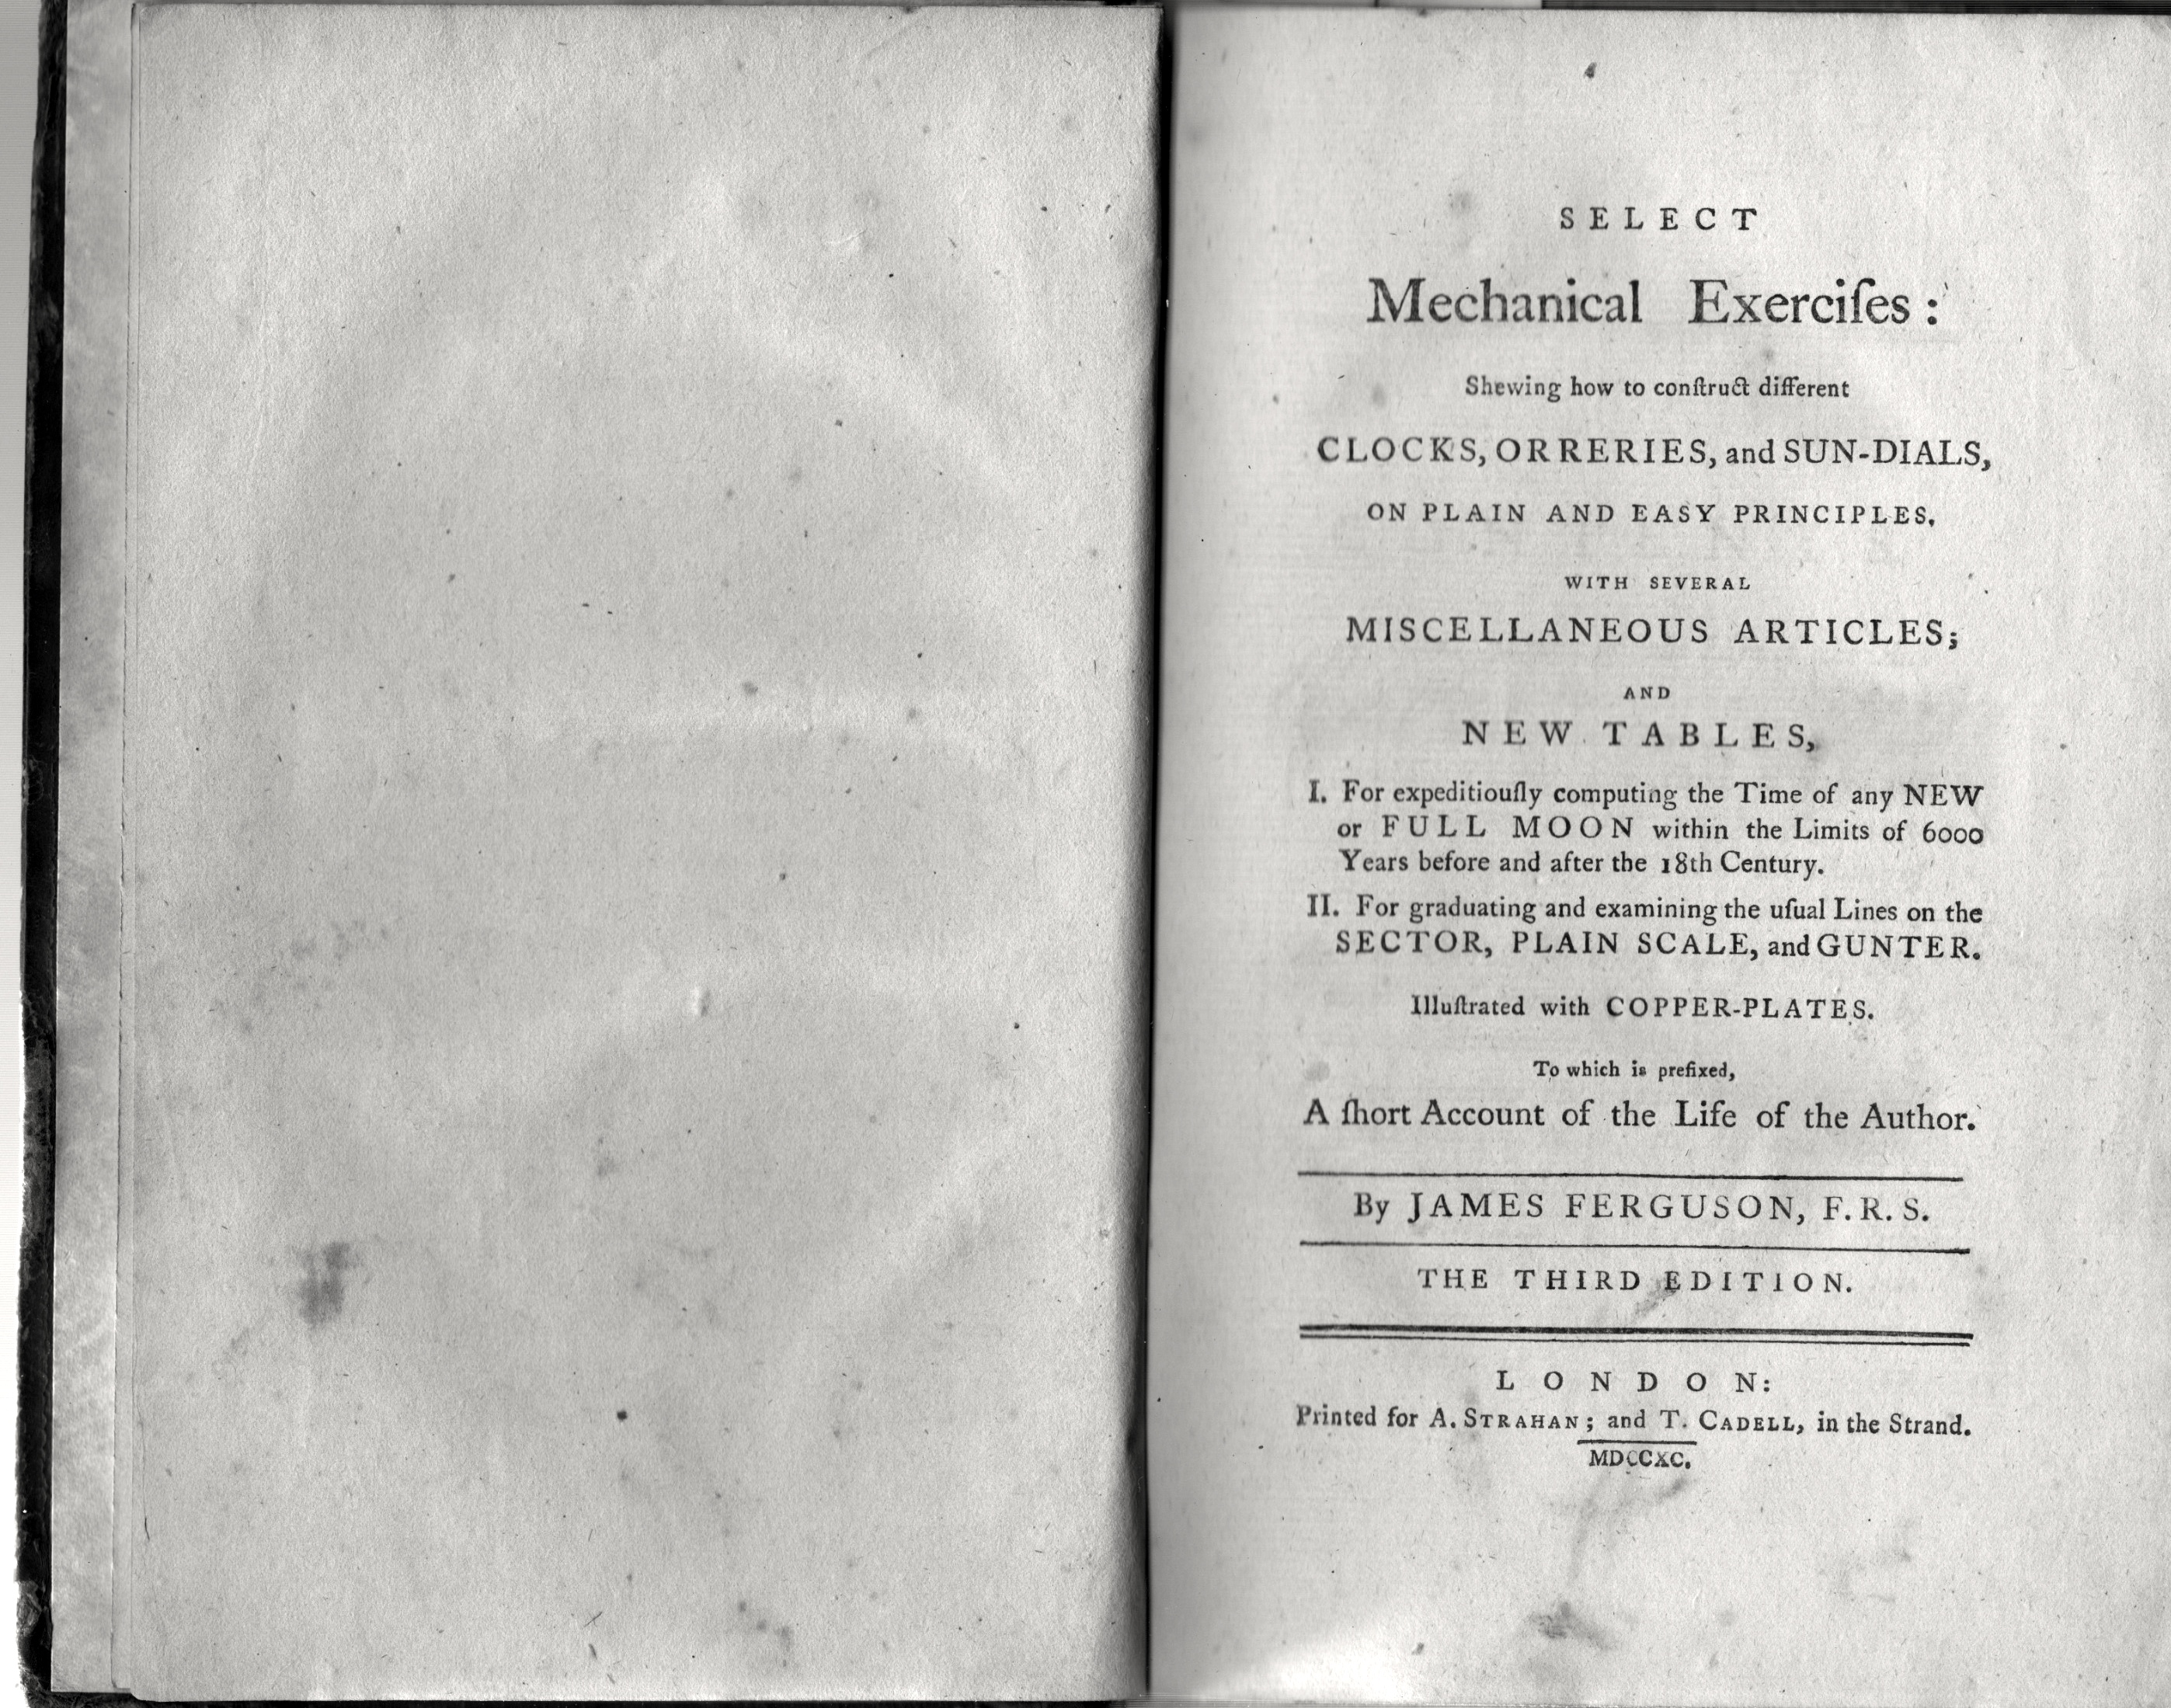 SELECT
Mechanical Exerciſes:
Shewing how to conſtruct different
CLOCKS, ORRERIES, and SUN-DIALS,
ON PLAIN AND EASY PRINCIPLES.
WITH SEVERAL
MISCELLANEOUS ARTICLES;
AND
NEW TABLES,
I. For expeditiouſly computing the Time of any NEW
or FULL MOON within the Limits of 6000
Years before and after the 18th Century.
II. For graduating and examining the uſual Lines on the
SECTOR, PLAIN SCALE, and GUNTER.
Illuſtrated with COPPER-PLATES.
To which is prefixed,
A ſhort Account of the Life of the Author.
By JAMES FERGUSON, F.R.S.
THE THIRD EDITION.
LONDON:
Printed for A. STRAHAN; and T. CADELL, in the Strand.
MDCCXC.